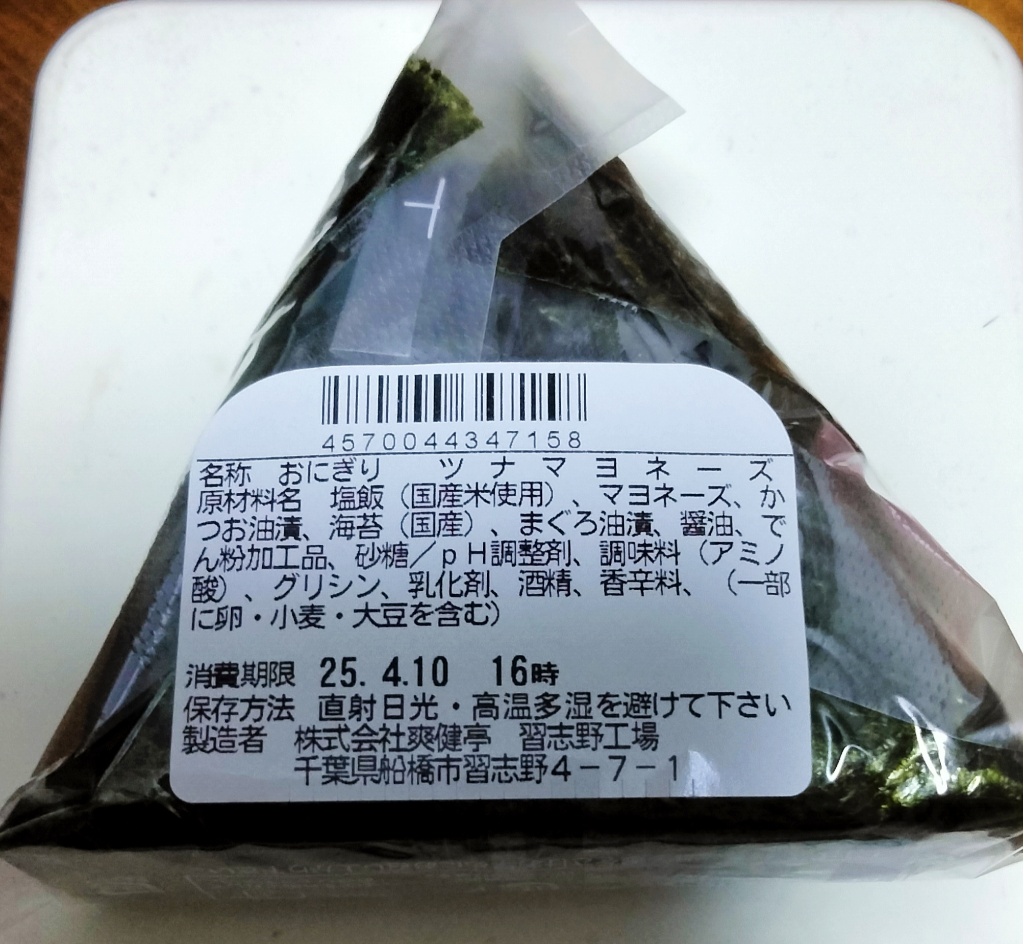 4570044347158
名称 おにぎり ツナマヨネーズ
原材料名 塩飯（国産米使用）、マヨネーズ、か
つお油漬、海苔（国産）、まぐろ油漬、醤油、で
ん粉加工品、砂糖／ｐＨ調整剤、調味料（アミノ
酸）、グリシン、乳化剤、酒精、香辛料、（一部
に卵・小麦・大豆を含む）
消費期限 25. 4.10 16時
保存方法 直射日光・高温多湿を避けて下さい
製造者 株式会社爽健亭 習志野工場
千葉県船橋市習志野４－７－１